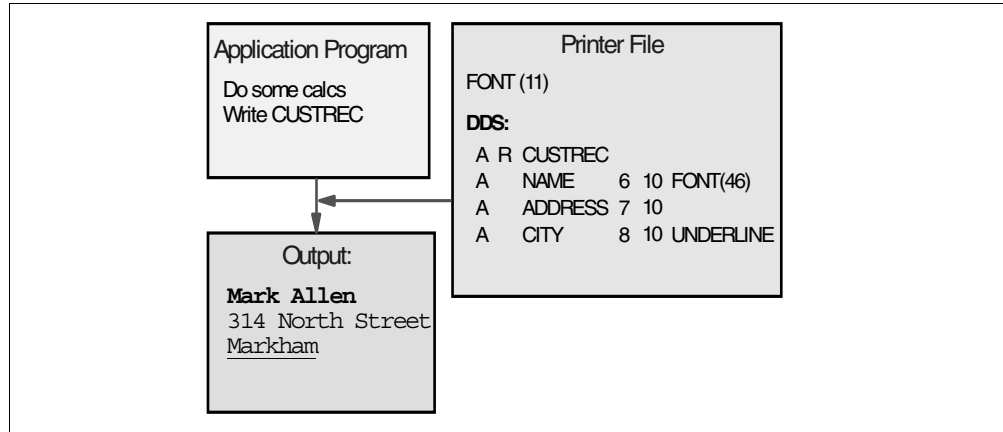 Application Program
Do some calcs
Write CUSTREC
Printer File
FONT (11)
DDS:
A R CUSTREC
A NAME 6 10 FONT(46)
A ADDRESS 7 10
A CITY 8 10 UNDERLINE
Output:
Mark Allen
314 North Street
Markham